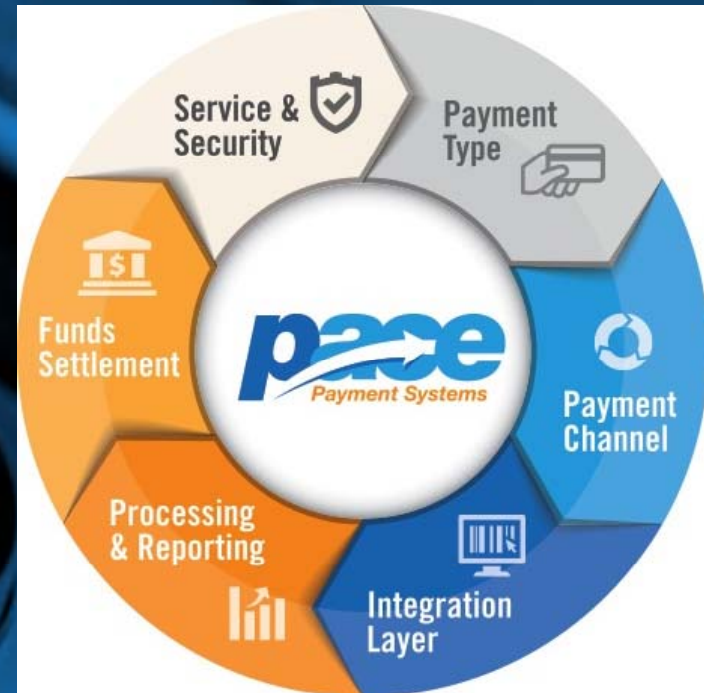 Service &
Security
Payment
Type
$
Funds
Settlement
pace
Payment Systems
Payment
Channel
Processing
& Reporting
Integration
Layer